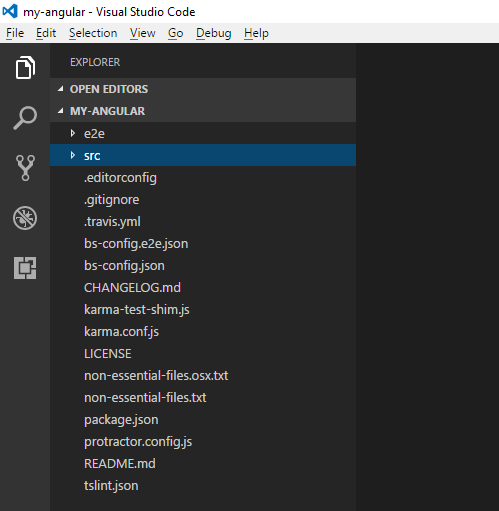 my-angular - Visual Studio Code
File Edit Selection View Go Debug Help
EXPLORER
OPEN EDITORS
MY-ANGULAR
e2e
src
.editorconfig
.gitignore
.travis.yml
bs-config.e2e.json
bs-config.json
CHANGELOG.md
karma-test-shim.js
karma.conf.js
LICENSE
non-essential-files.osx.txt
non-essential-files.txt
package.json
protractor.config.js
README.md
tslint.json